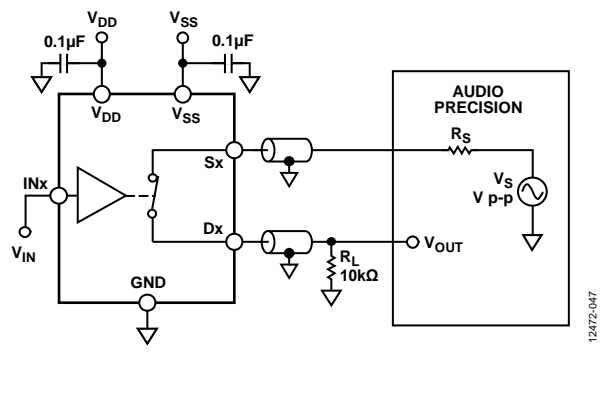 VDD
VSS
0.1µF
0.1µF
VDD
VSS
AUDIO
PRECISION
RS
Sx
VS
V p-p
INx
Dx
VOUT
VIN
RL
10kΩ
GND
12472-047